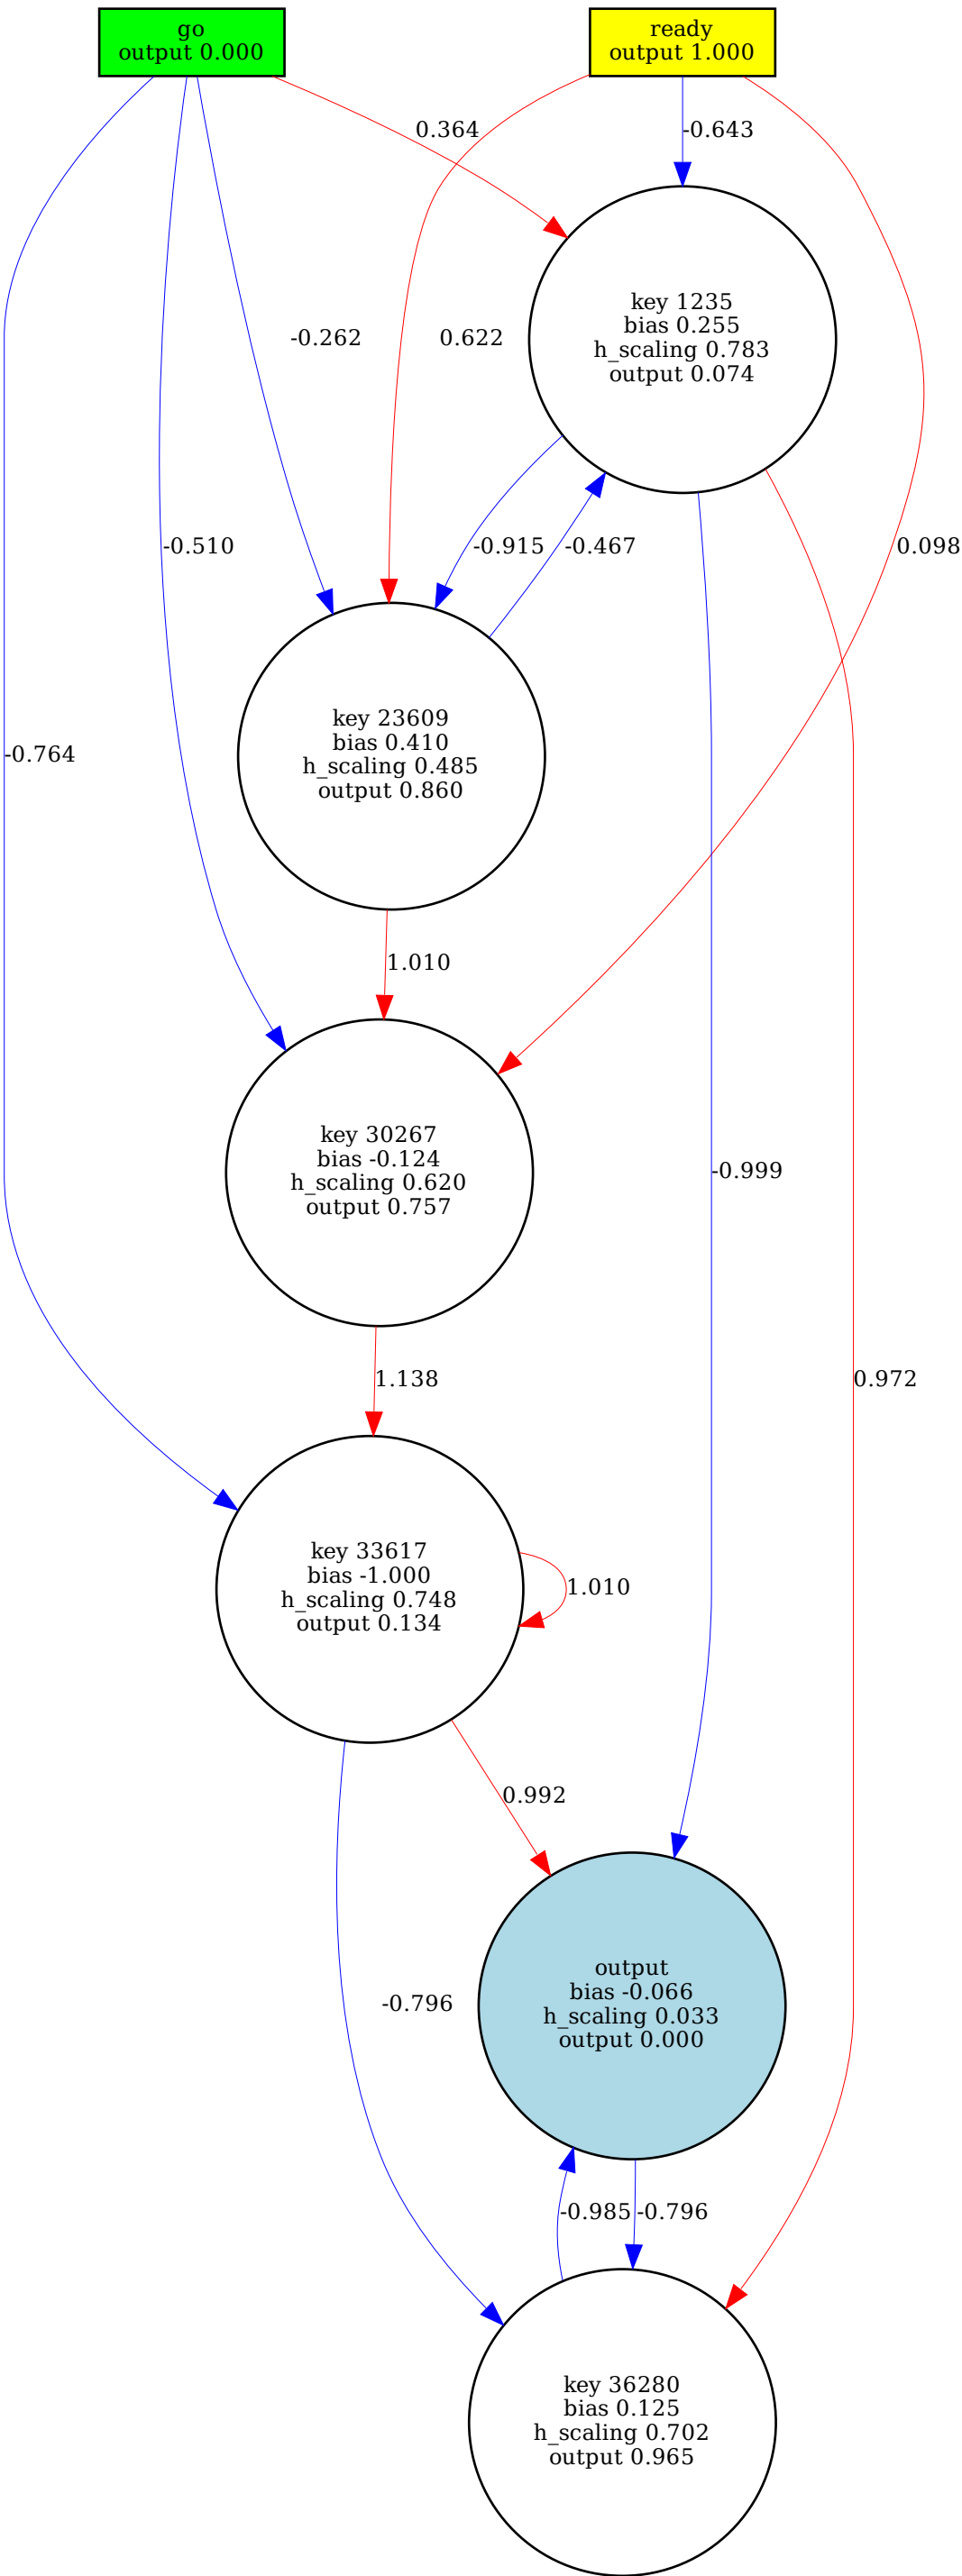 go
output 0.000
ready
output 1.000
0.364
-0.643
key 1235
bias 0.255
h_scaling 0.783
output 0.074
-0.262
0.622
-0.510
-0.915
-0.467
0.098
key 23609
bias 0.410
h_scaling 0.485
output 0.860
-0.764
1.010
key 30267
bias -0.124
h_scaling 0.620
output 0.757
-0.999
1.138
0.972
key 33617
bias -1.000
h_scaling 0.748
output 0.134
1.010
0.992
output
bias -0.066
h_scaling 0.033
output 0.000
-0.796
-0.985
-0.796
key 36280
bias 0.125
h_scaling 0.702
output 0.965